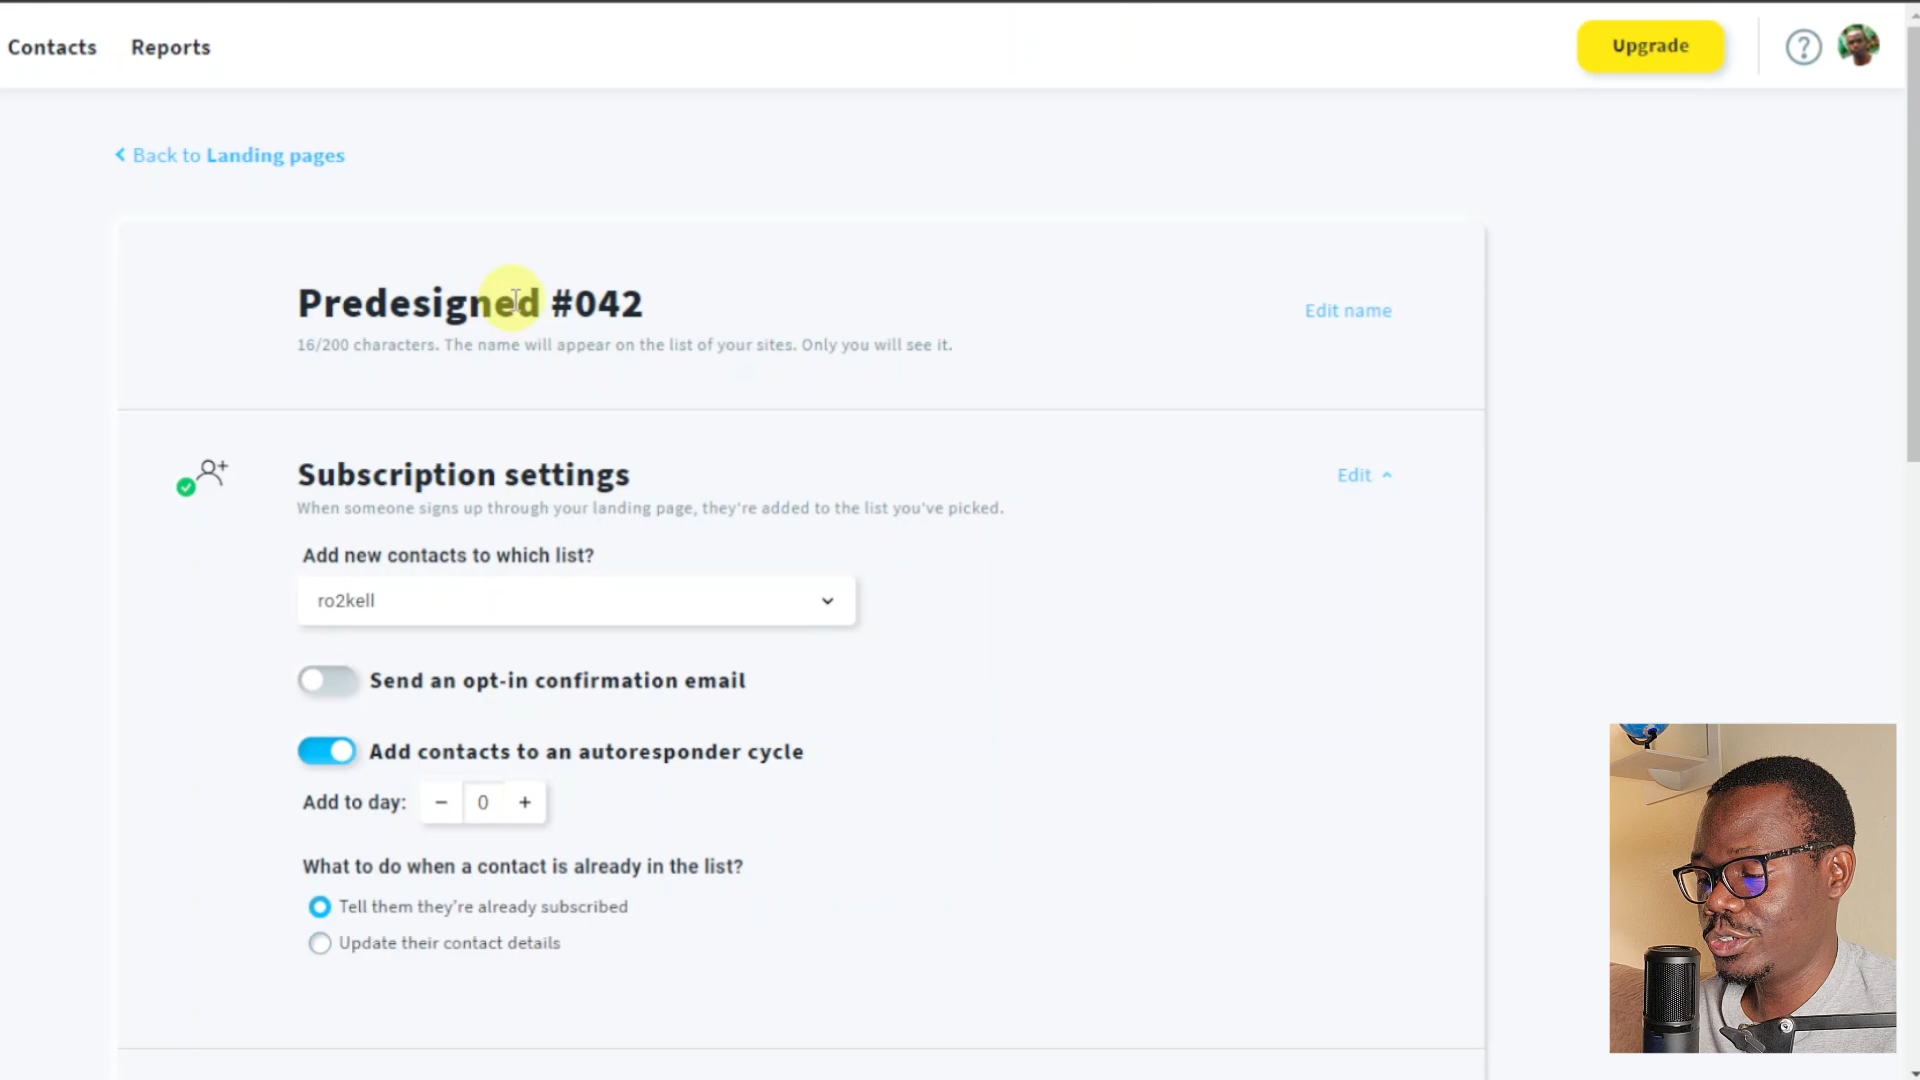 Contacts Reports Upgrade
Back to Landing pages
Predesigned #042
Edit name
16/200 characters. The name will appear on the list of your sites. Only you will see it.
Subscription settings
Edit
When someone signs up through your landing page, they're added to the list you've picked.
Add new contacts to which list?
ro2kell
Send an opt-in confirmation email
Add contacts to an autoresponder cycle
Add to day: − 0 +
What to do when a contact is already in the list?
Tell them they're already subscribed
Update their contact details